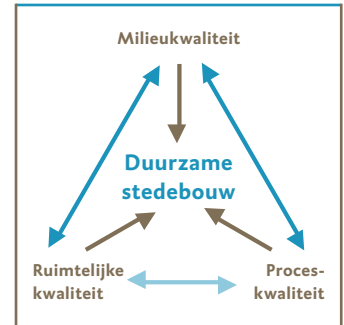 Milieukwaliteit
Duurzame
stedebouw
Ruimtelijke
kwaliteit
Proces-
kwaliteit